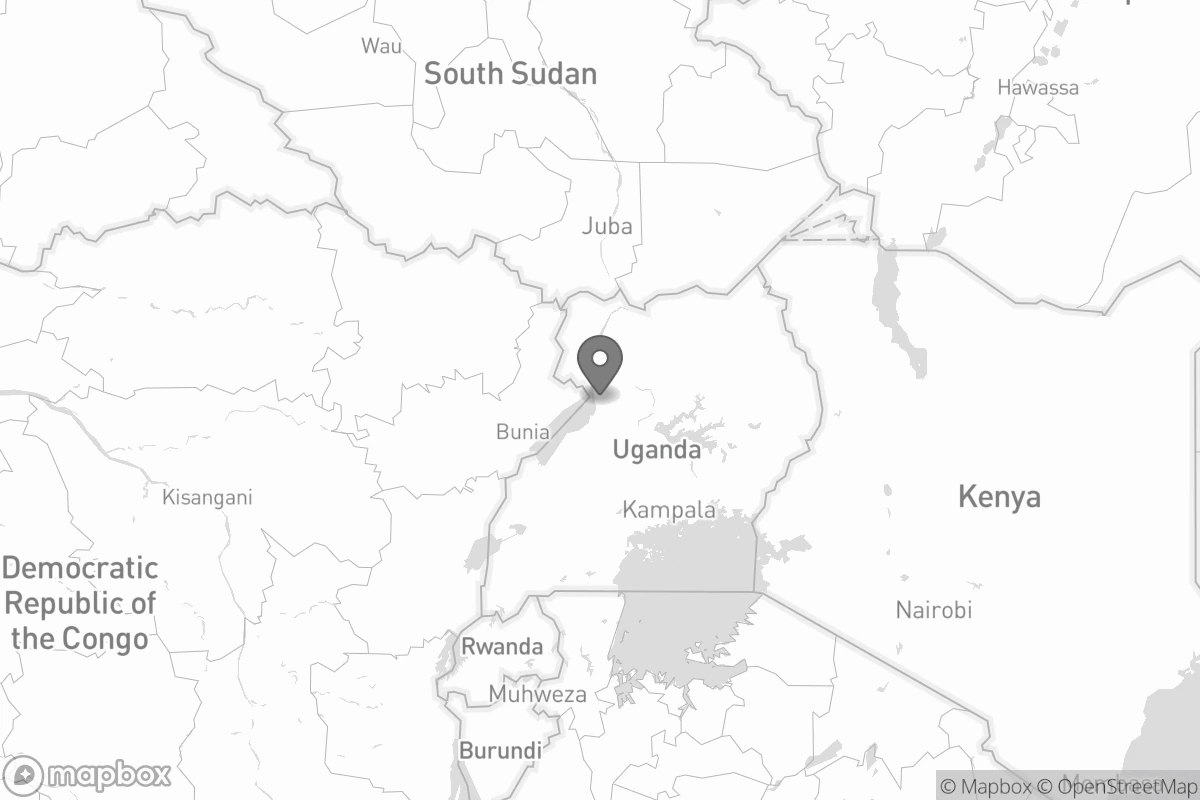 Wau
South Sudan
Hawassa
Juba
Bunia
Uganda
Kisangani
Kampala
Kenya
Democratic
Republic of
the Congo
Nairobi
Rwanda
Muhweza
Burundi
mapbox
© Mapbox © OpenStreetMap